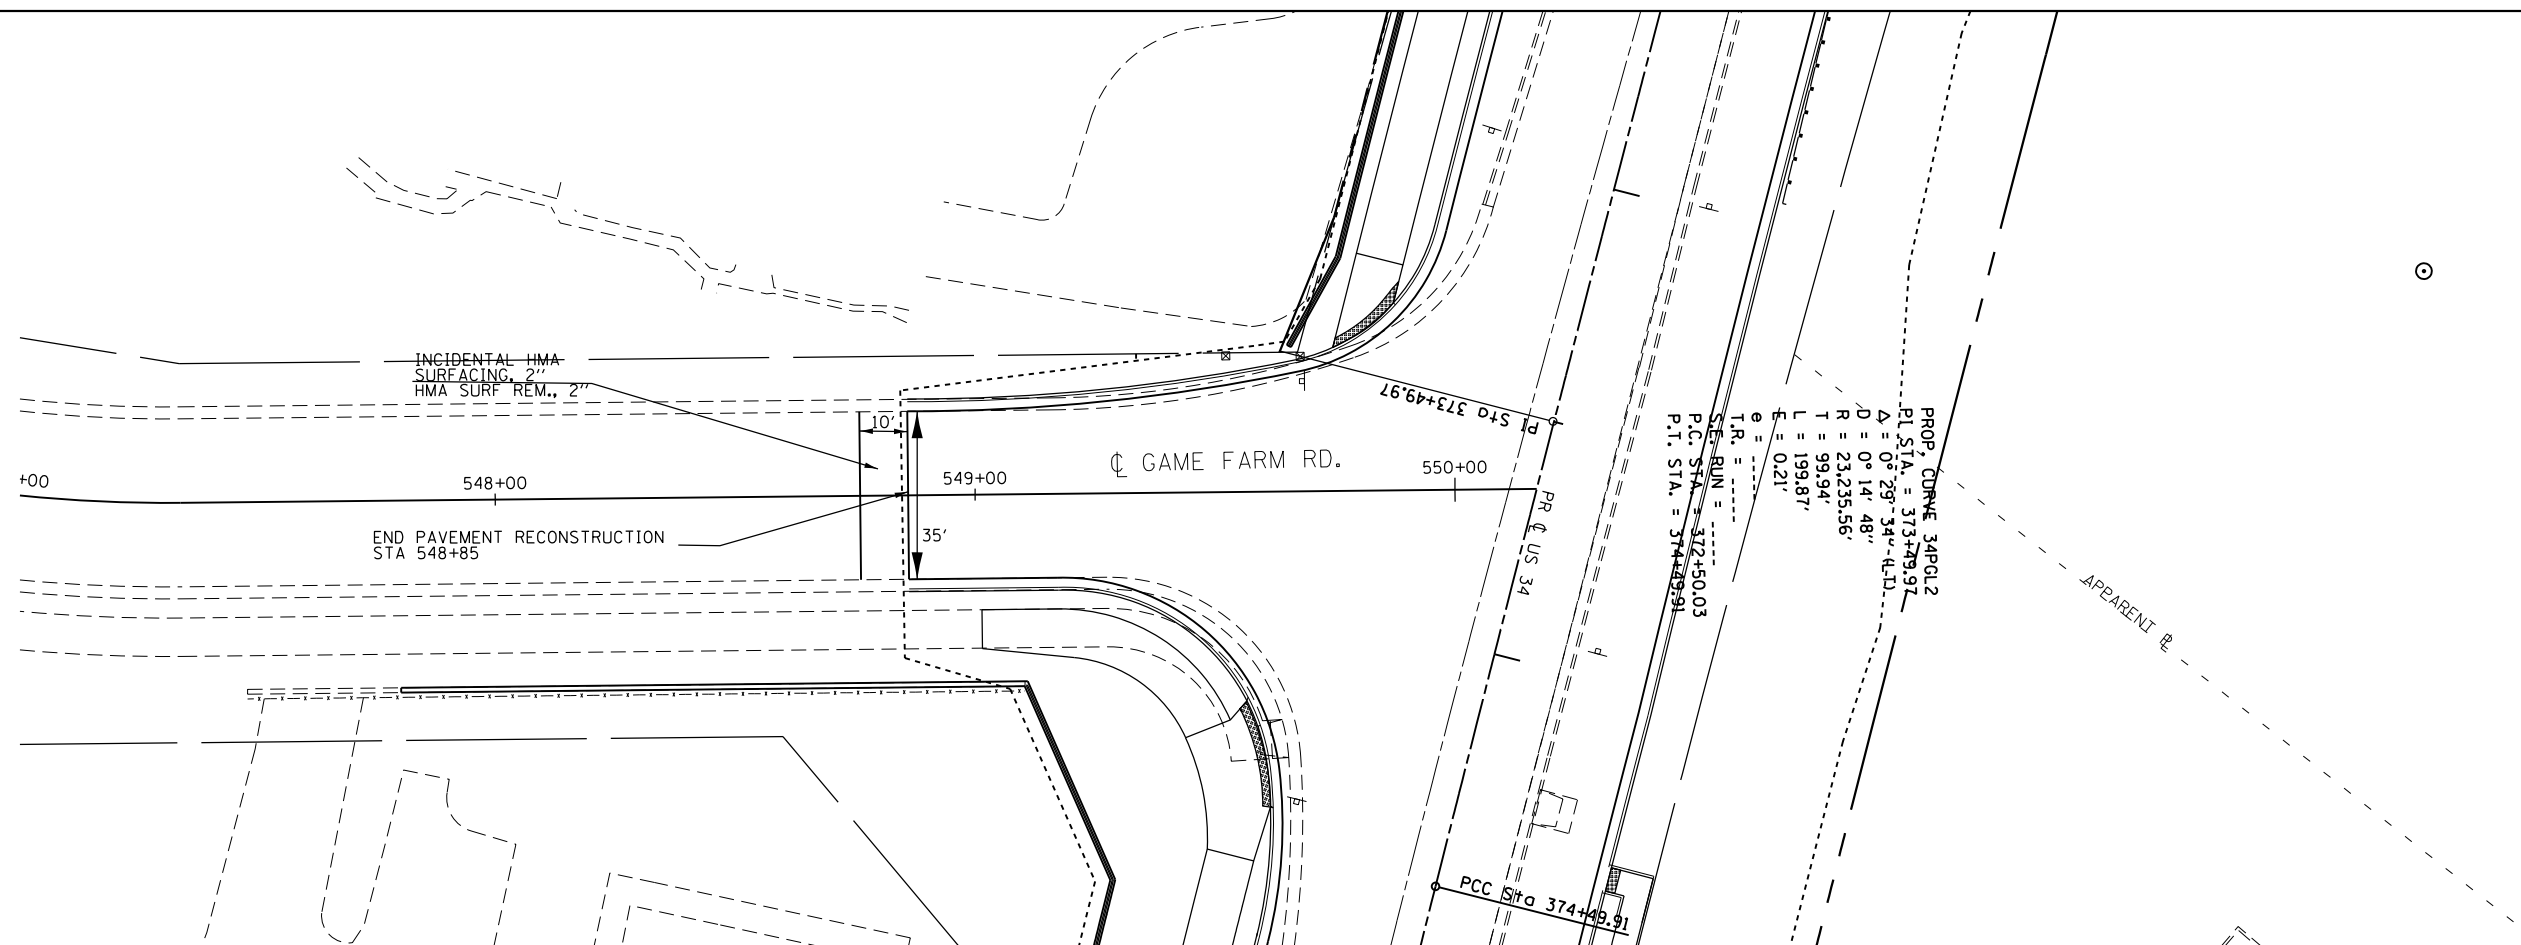 INCIDENTAL HMA
SURFACING, 2''
HMA SURF REM., 2''
10'
+00
548+00
549+00
550+00
℄ GAME FARM RD.
END PAVEMENT RECONSTRUCTION
STA 548+85
35'
PI Sta 373+49.97
PR ℄ US 34
PROP. CURVE 34PGL2
PI STA. = 373+49.97
Δ = 0° 29' 34'' (LT)
D = 0° 14' 48''
R = 23,235.56'
T = 99.94'
L = 199.87'
E = 0.21'
e = ------
T.R. = ------
S.E. RUN = ------
P.C. STA. = 372+50.03
P.T. STA. = 374+49.91
APPARENT ⅊
PCC Sta 374+49.91